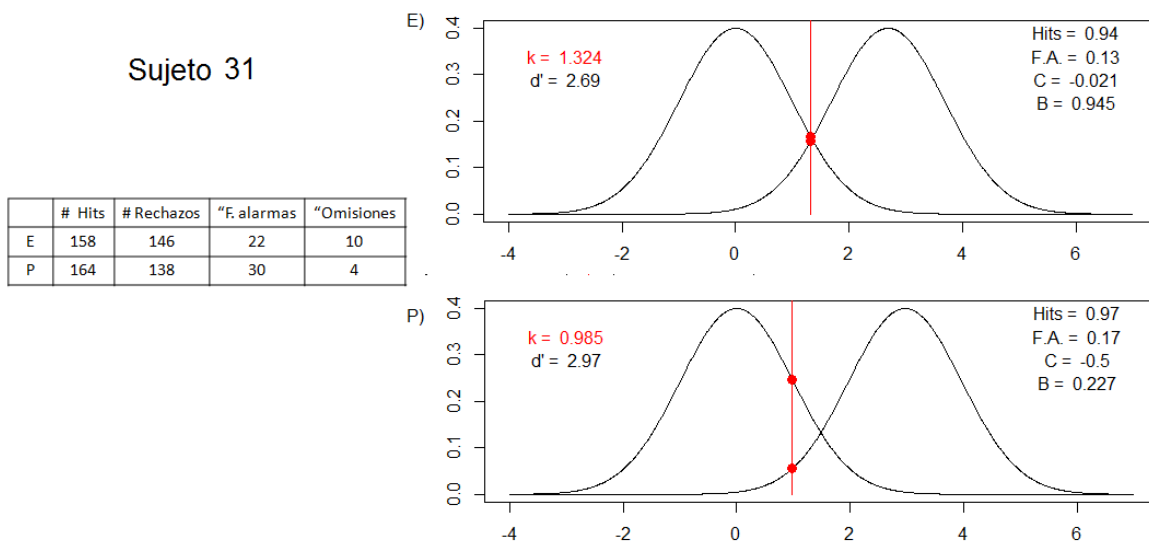 Sujeto 31
# Hits # Rechazos “F. alarmas “Omisiones
E 158 146 22 10
P 164 138 30 4
E)
k = 1.324
d' = 2.69
Hits = 0.94
F.A. = 0.13
C = -0.021
B = 0.945
0.4
0.3
0.2
0.1
0.0
-4 -2 0 2 4 6
P)
k = 0.985
d' = 2.97
Hits = 0.97
F.A. = 0.17
C = -0.5
B = 0.227
0.4
0.3
0.2
0.1
0.0
-4 -2 0 2 4 6